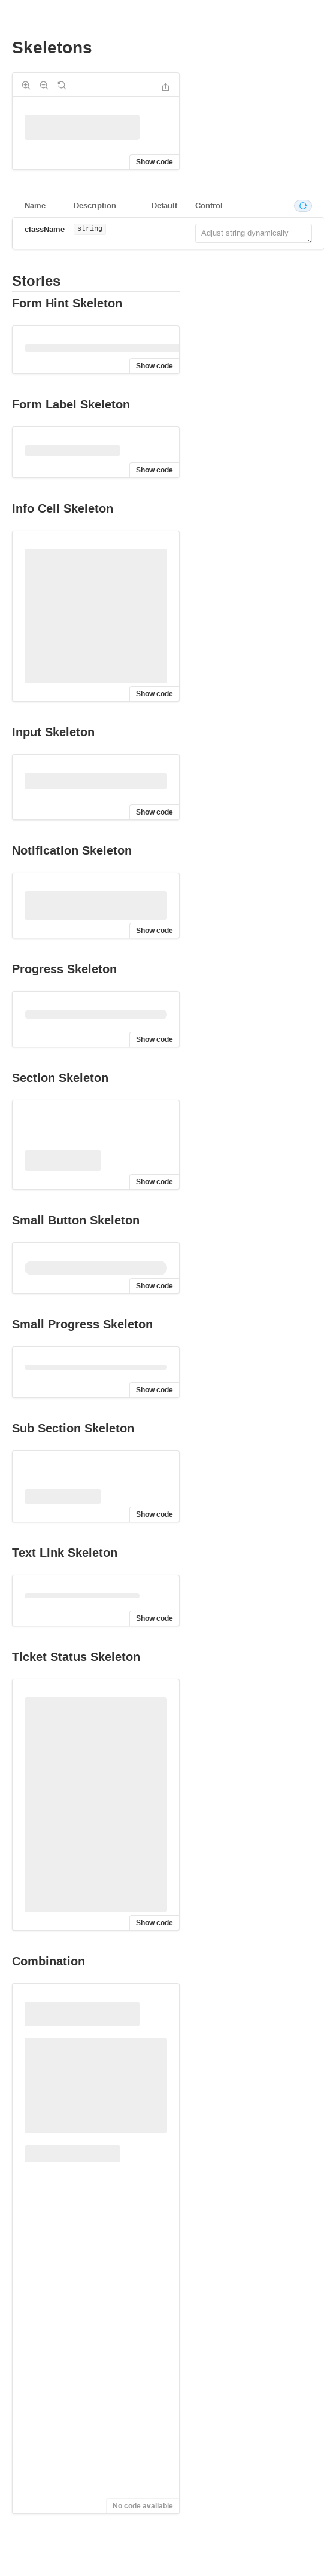 Skeletons
Show code
Name Description Default Control
className string - Adjust string dynamically
Stories
Form Hint Skeleton
Show code
Form Label Skeleton
Show code
Info Cell Skeleton
Show code
Input Skeleton
Show code
Notification Skeleton
Show code
Progress Skeleton
Show code
Section Skeleton
Show code
Small Button Skeleton
Show code
Small Progress Skeleton
Show code
Sub Section Skeleton
Show code
Text Link Skeleton
Show code
Ticket Status Skeleton
Show code
Combination
No code available